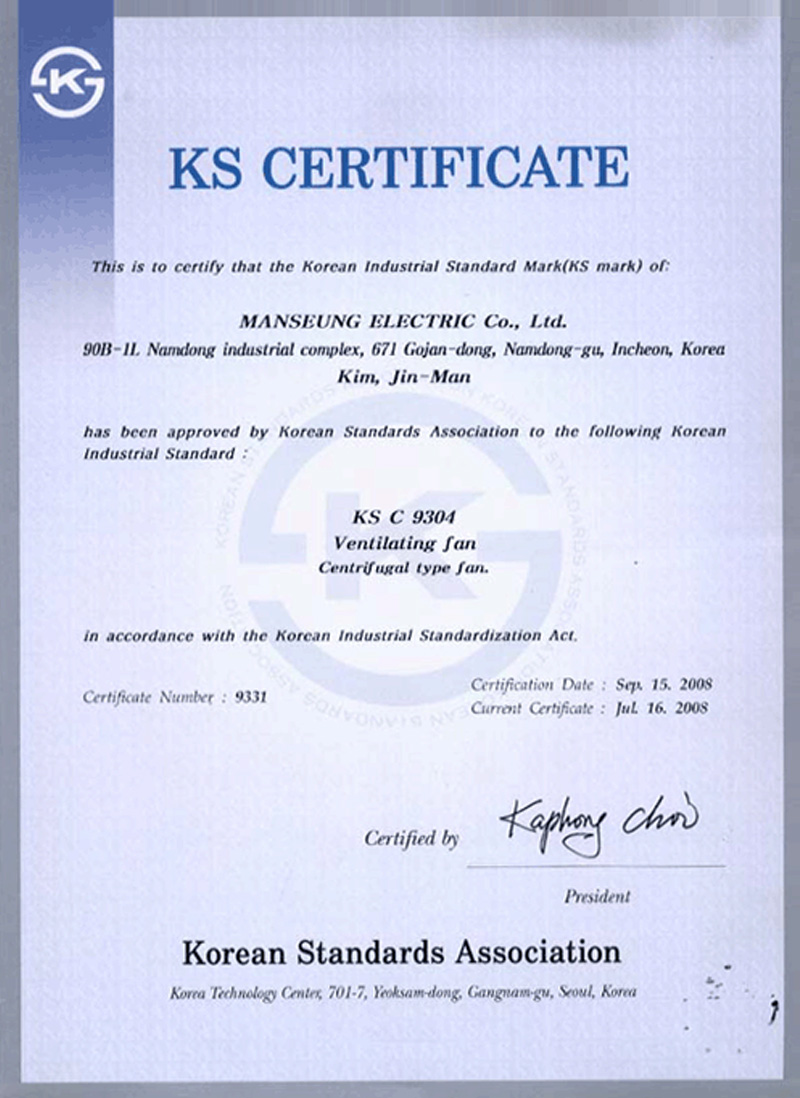 KS CERTIFICATE
This is to certify that the Korean Industrial Standard Mark(KS mark) of:
MANSEUNG ELECTRIC Co., Ltd.
90B-1L Namdong industrial complex, 671 Gojan-dong, Namdong-gu, Incheon, Korea
Kim, Jin-Man
has been approved by Korean Standards Association to the following Korean
Industrial Standard :
KS C 9304
Ventilating fan
Centrifugal type fan.
in accordance with the Korean Industrial Standardization Act.
Certificate Number : 9331
Certification Date : Sep. 15. 2008
Current Certificate : Jul. 16. 2008
Certified by
Kaphong Choi
President
Korean Standards Association
Korea Technology Center, 701-7, Yeoksam-dong, Gangnam-gu, Seoul, Korea